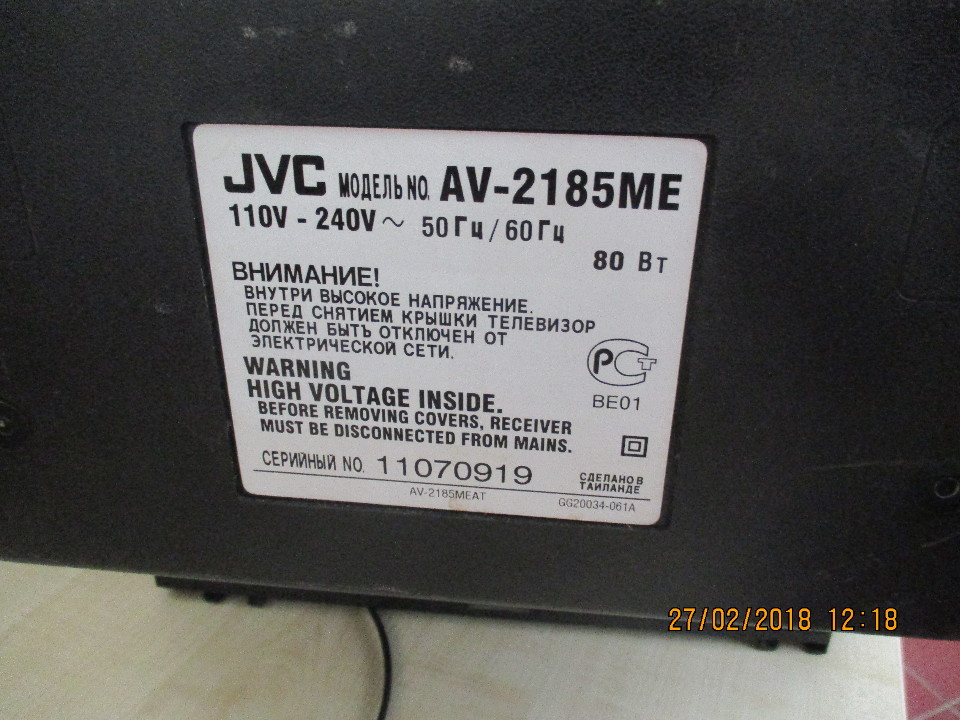 JVC МОДЕЛЬ NO. AV-2185ME
110V - 240V ~ 50Гц / 60Гц
80 Вт
ВНИМАНИЕ!
ВНУТРИ ВЫСОКОЕ НАПРЯЖЕНИЕ.
ПЕРЕД СНЯТИЕМ КРЫШКИ ТЕЛЕВИЗОР
ДОЛЖЕН БЫТЬ ОТКЛЮЧЕН ОТ
ЭЛЕКТРИЧЕСКОЙ СЕТИ.
РСТ
BE01
WARNING
HIGH VOLTAGE INSIDE.
BEFORE REMOVING COVERS, RECEIVER
MUST BE DISCONNECTED FROM MAINS.
СЕРИЙНЫЙ NO. 11070919
СДЕЛАНО В
ТАИЛАНДЕ
AV-2185MEAT
GG20034-061A
27/02/2018 12:18